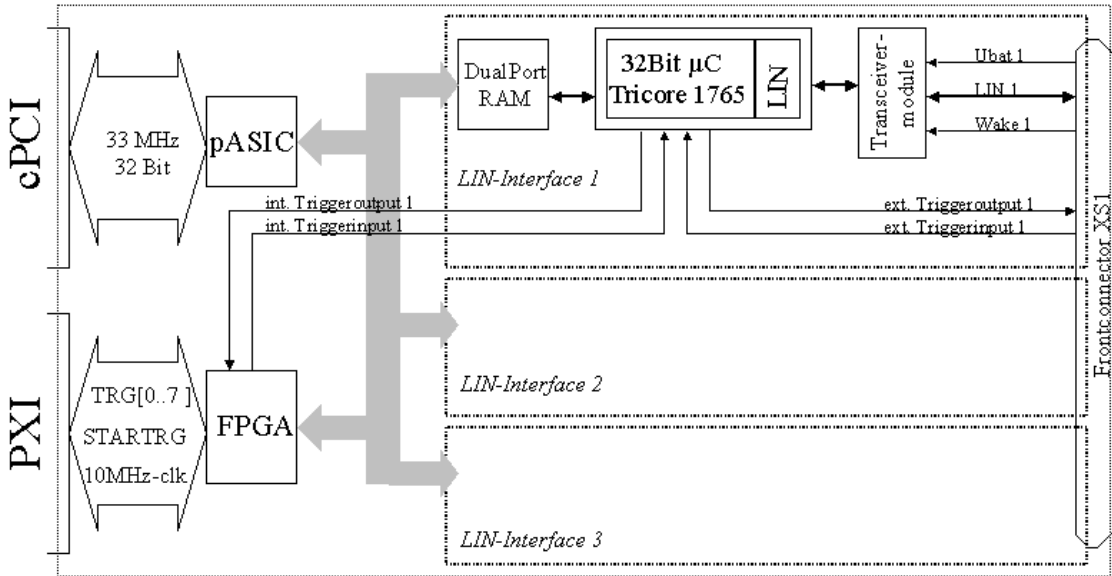 cPCI
33 MHz
32 Bit
pASIC
DualPort
RAM
32Bit µC
Tricore 1765
LIN
Transceiver-
module
Ubat 1
LIN 1
Wake 1
LIN-Interface 1
int. Triggeroutput 1
int. Triggerinput 1
ext. Triggeroutput 1
ext. Triggerinput 1
Frontconnector XS1
PXI
TRG[0..7 ]
STARTRG
10MHz-clk
FPGA
LIN-Interface 2
LIN-Interface 3